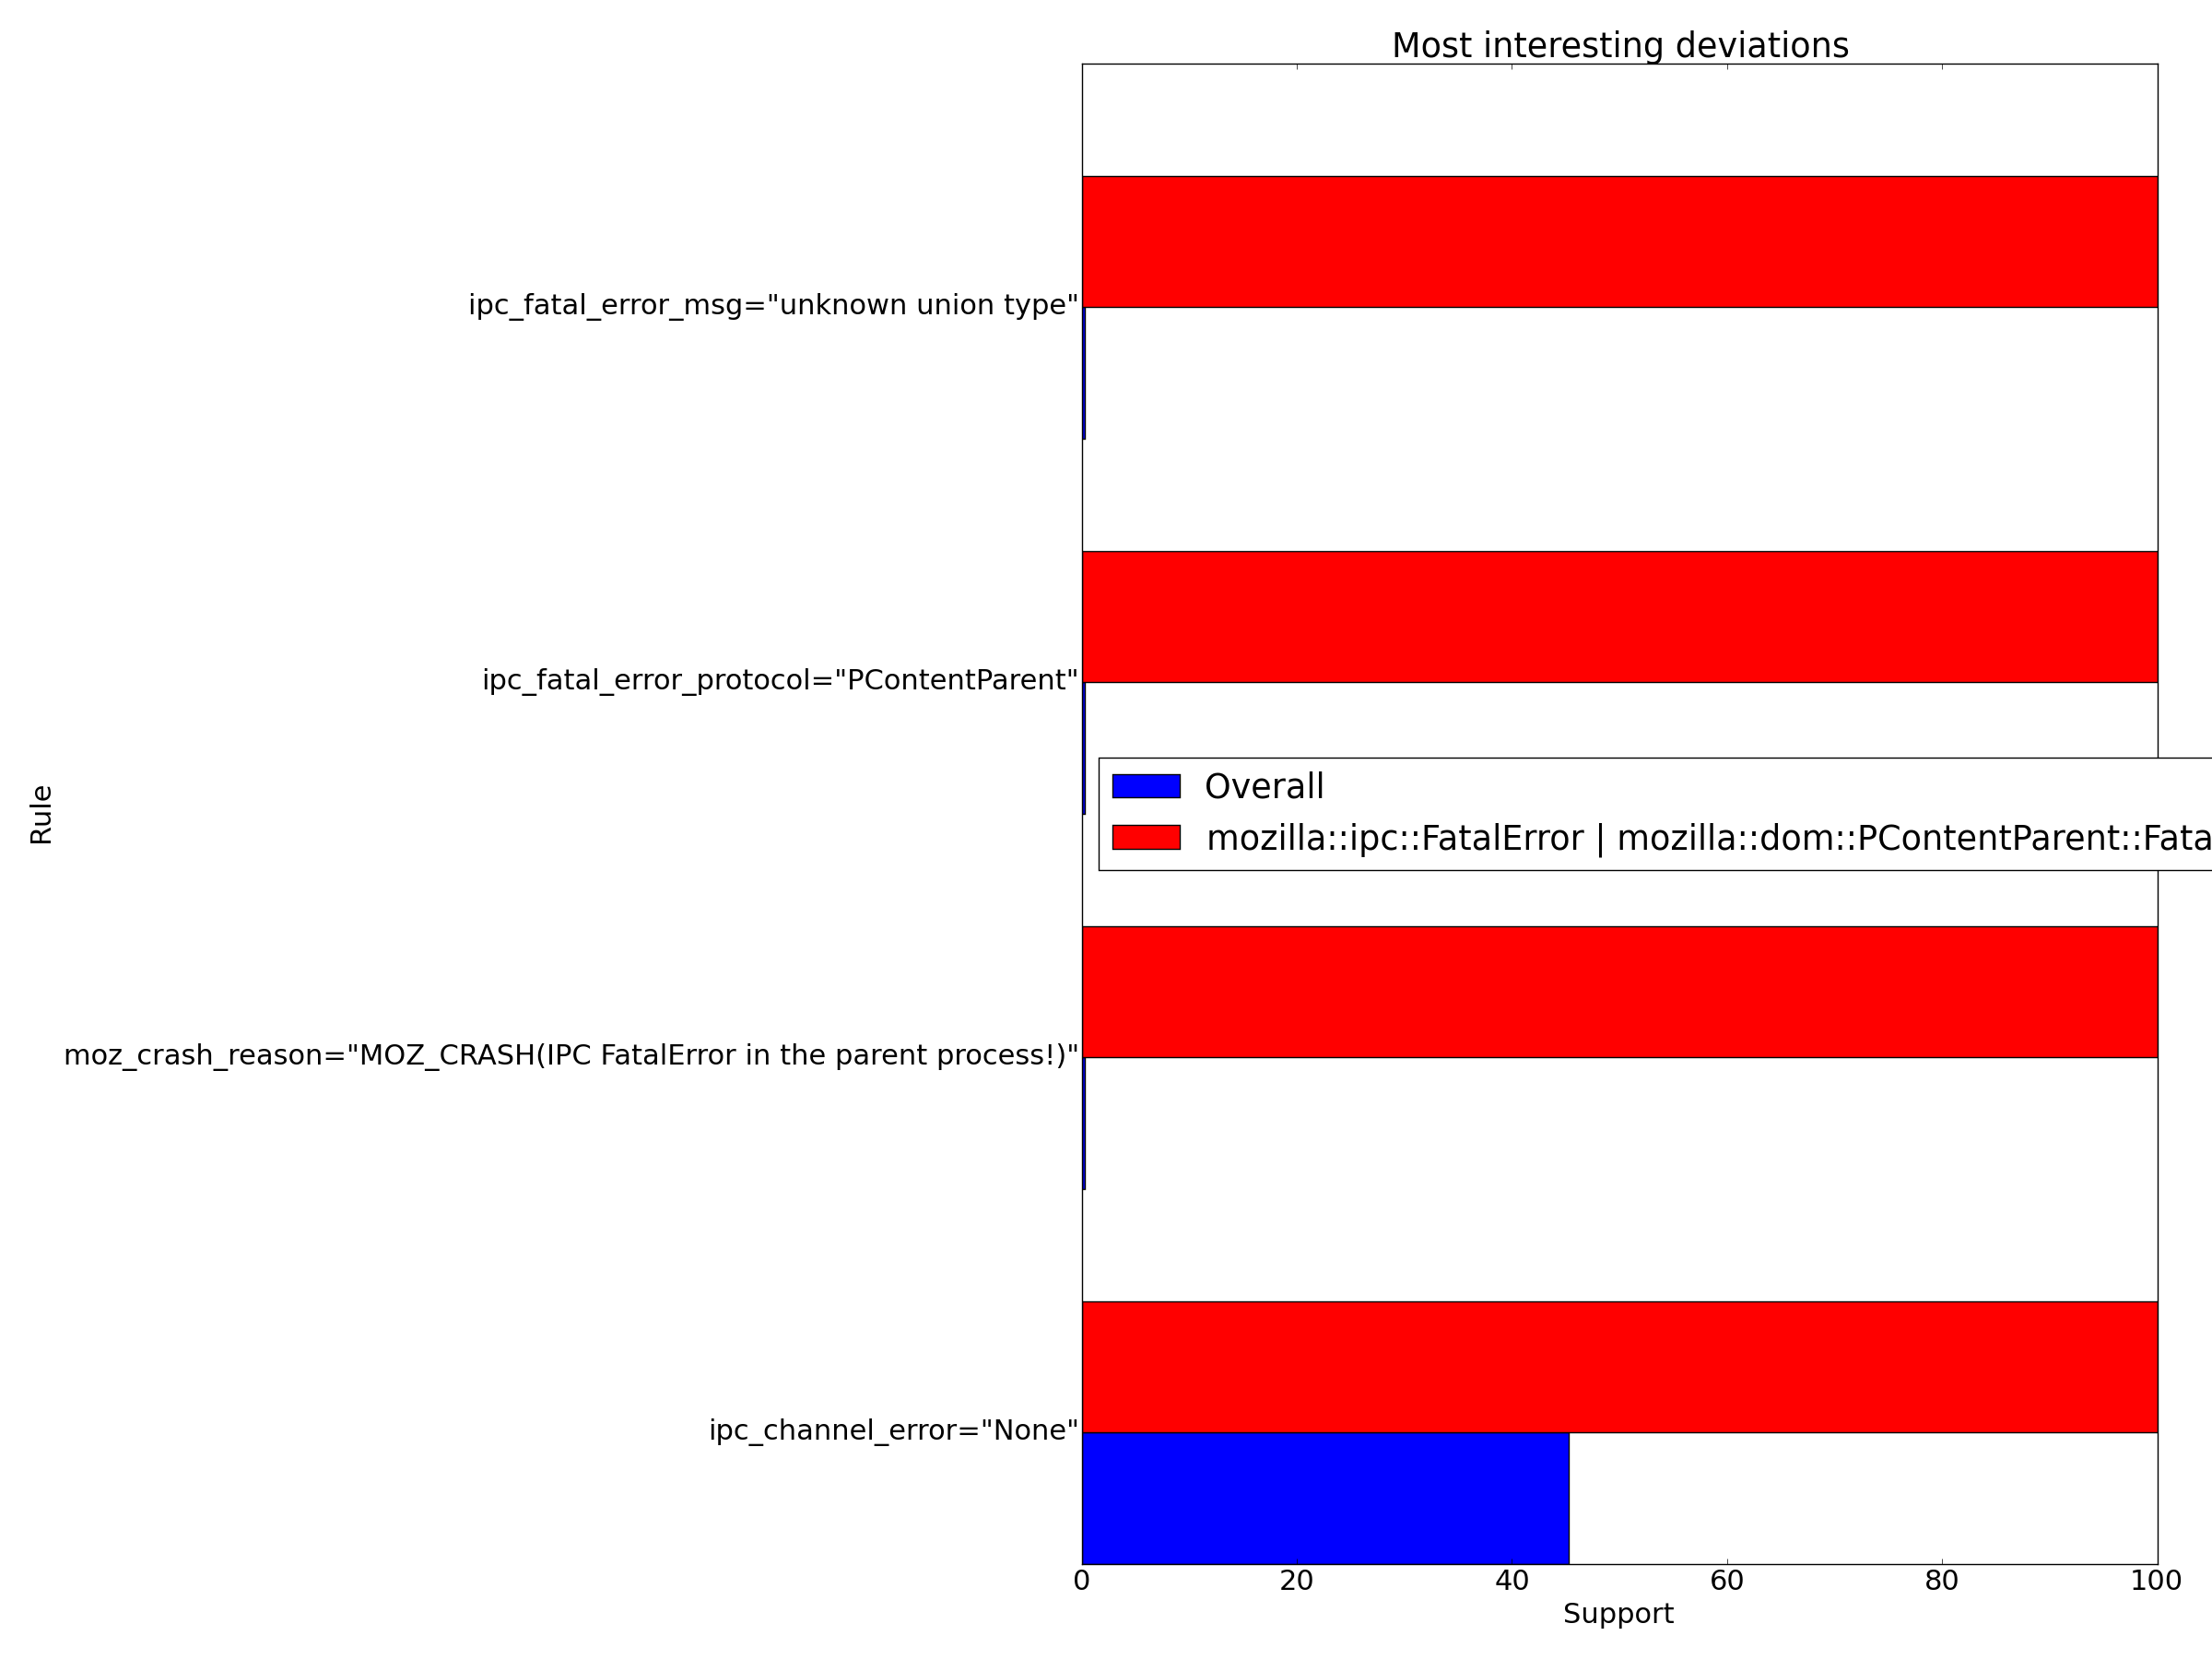 Most interesting deviations
ipc_fatal_error_msg="unknown union type"
ipc_fatal_error_protocol="PContentParent"
Rule
Overall
mozilla::ipc::FatalError | mozilla::dom::PContentParent::Fata
moz_crash_reason="MOZ_CRASH(IPC FatalError in the parent process!)"
ipc_channel_error="None"
0 20 40 60 80 100
Support